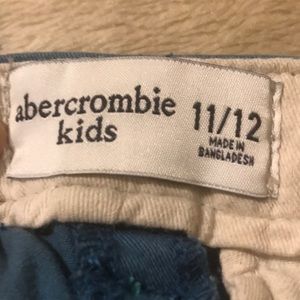 abercrombie
kids
11/12
MADE IN
BANGLADESH